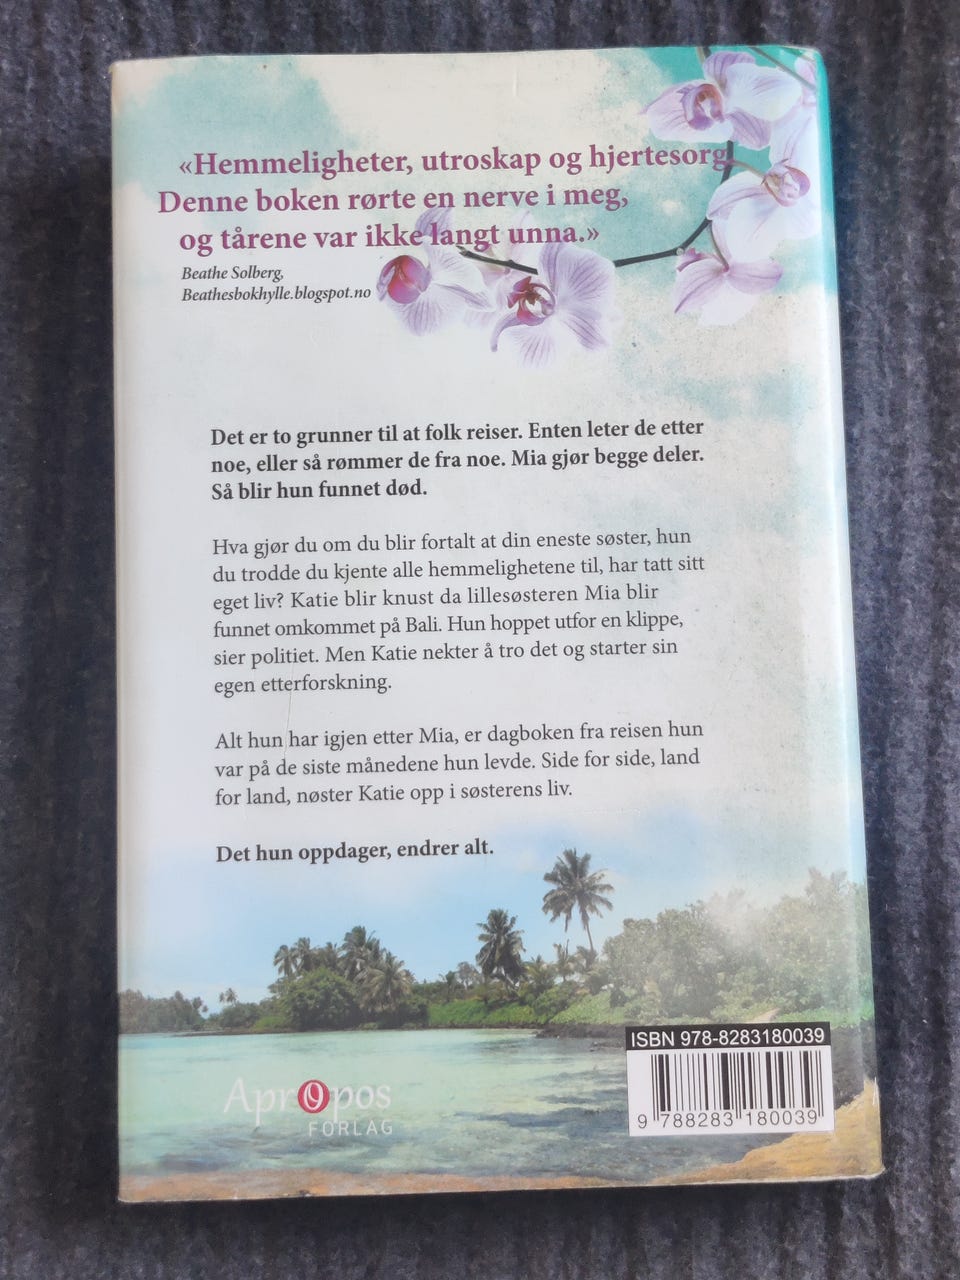 «Hemmeligheter, utroskap og hjertesorg.
Denne boken rørte en nerve i meg,
og tårene var ikke langt unna.»
Beathe Solberg,
Beathesbokhylle.blogspot.no
Det er to grunner til at folk reiser. Enten leter de etter
noe, eller så rømmer de fra noe. Mia gjør begge deler.
Så blir hun funnet død.
Hva gjør du om du blir fortalt at din eneste søster, hun
du trodde du kjente alle hemmelighetene til, har tatt sitt
eget liv? Katie blir knust da lillesøsteren Mia blir
funnet omkommet på Bali. Hun hoppet utfor en klippe,
sier politiet. Men Katie nekter å tro det og starter sin
egen etterforskning.
Alt hun har igjen etter Mia, er dagboken fra reisen hun
var på de siste månedene hun levde. Side for side, land
for land, nøster Katie opp i søsterens liv.
Det hun oppdager, endrer alt.
ISBN 978-8283180039
Apropos
FORLAG
9 788283 180039